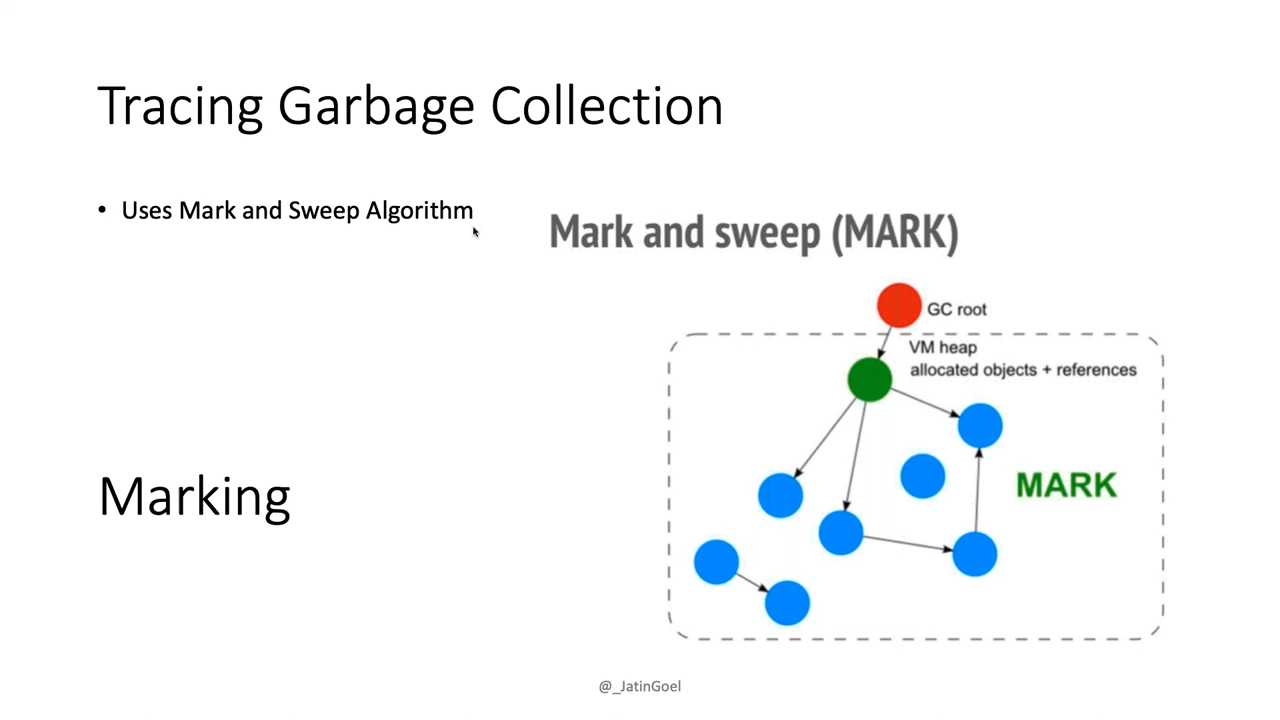 Tracing Garbage Collection
• Uses Mark and Sweep Algorithm
Mark and sweep (MARK)
GC root
VM heap
allocated objects + references
MARK
Marking
@_JatinGoel